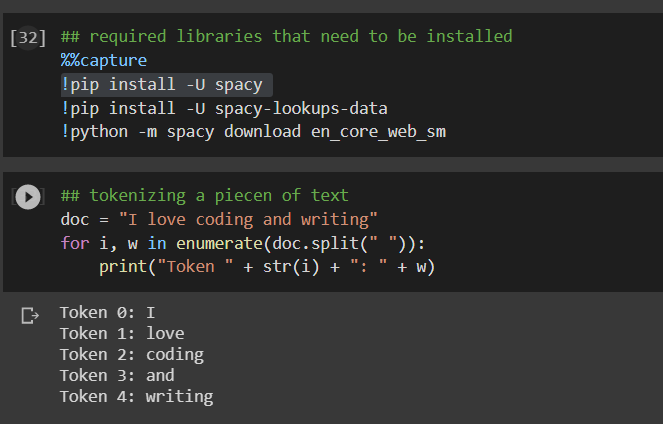 [32] ## required libraries that need to be installed
%%capture
!pip install -U spacy
!pip install -U spacy-lookups-data
!python -m spacy download en_core_web_sm
## tokenizing a piecen of text
doc = "I love coding and writing"
for i, w in enumerate(doc.split(" ")):
    print("Token " + str(i) + ": " + w)
Token 0: I
Token 1: love
Token 2: coding
Token 3: and
Token 4: writing